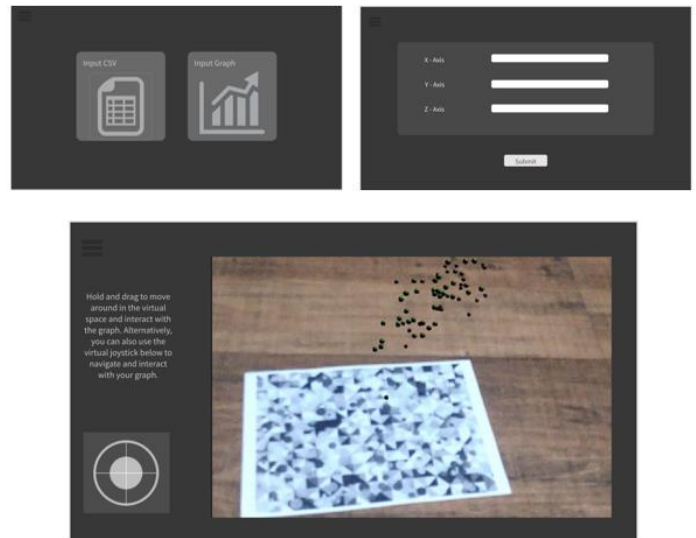 Input CSV
Input Graph
X - Axis
Y - Axis
Z - Axis
Submit
Hold and drag to move
around in the virtual
space and interact with
the graph. Alternatively,
you can also use the
virtual joystick below to
navigate and interact
with your graph.